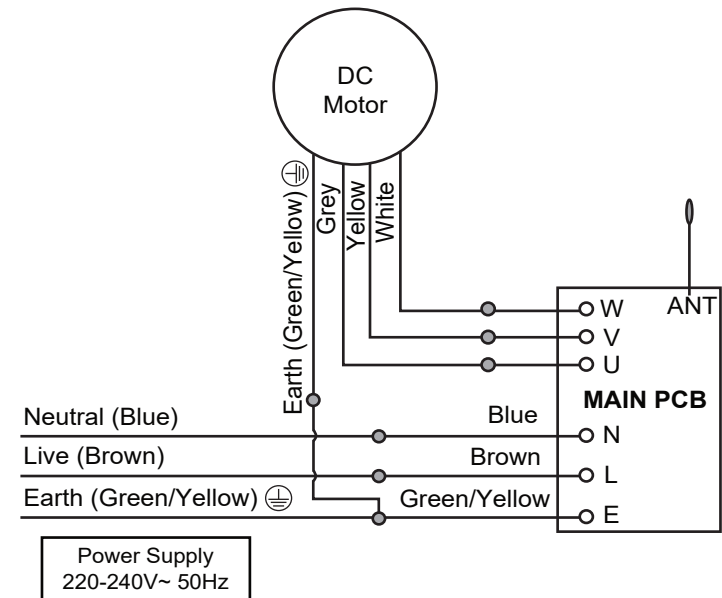 DC
Motor
Earth (Green/Yellow)
Grey
Yellow
White
W
ANT
V
U
MAIN PCB
Neutral (Blue)
Blue
N
Live (Brown)
Brown
L
Earth (Green/Yellow)
Green/Yellow
E
Power Supply
220-240V~ 50Hz